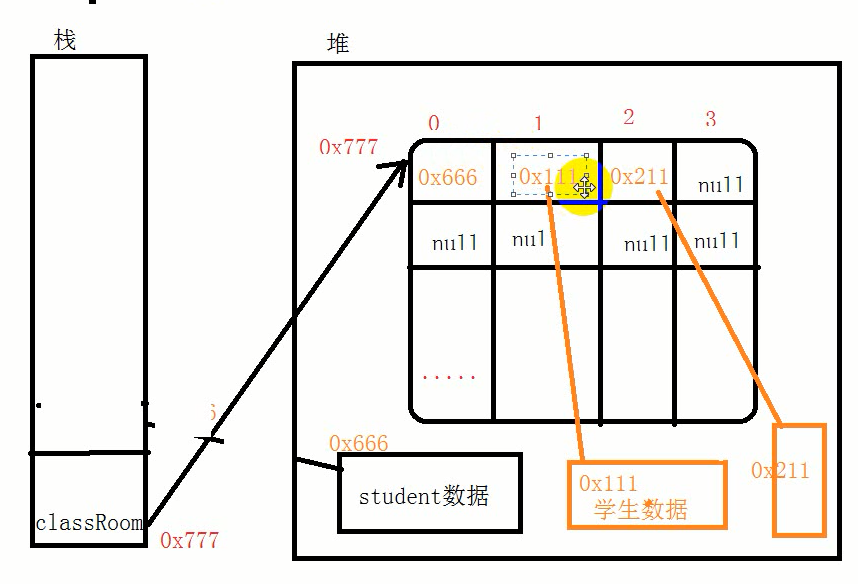 栈
堆
0 1 2 3
0x777
0x666 0x111 0x211 null
null nul null null
.....
0x666
student数据
0x111
学生数据
0x211
classRoom
0x777